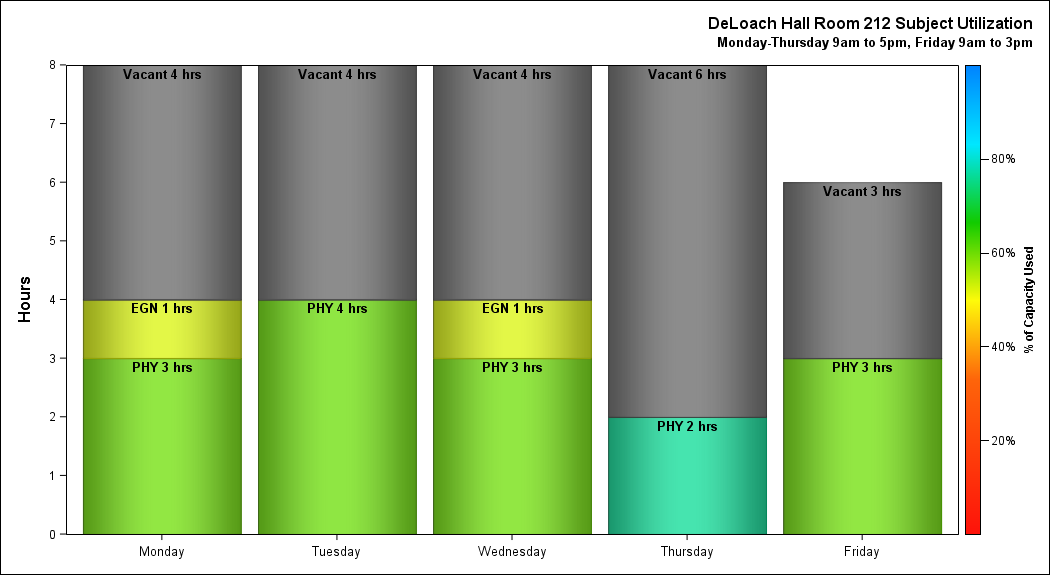 DeLoach Hall Room 212 Subject Utilization
Monday-Thursday 9am to 5pm, Friday 9am to 3pm
Hours
8
7
6
5
4
3
2
1
0
Vacant 4 hrs
EGN 1 hrs
PHY 3 hrs
Vacant 4 hrs
PHY 4 hrs
Vacant 4 hrs
EGN 1 hrs
PHY 3 hrs
Vacant 6 hrs
PHY 2 hrs
Vacant 3 hrs
PHY 3 hrs
Monday
Tuesday
Wednesday
Thursday
Friday
80%
60%
40%
20%
% of Capacity Used